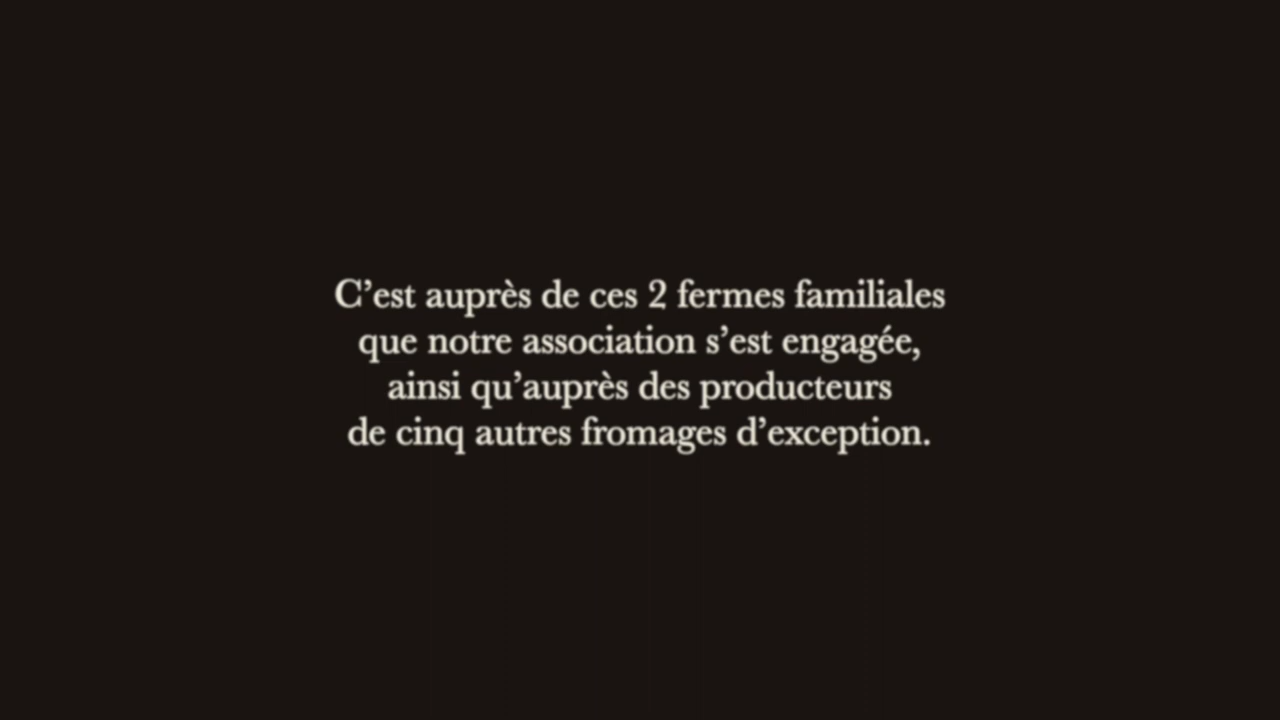 C’est auprès de ces 2 fermes familiales
que notre association s’est engagée,
ainsi qu’auprès des producteurs
de cinq autres fromages d’exception.